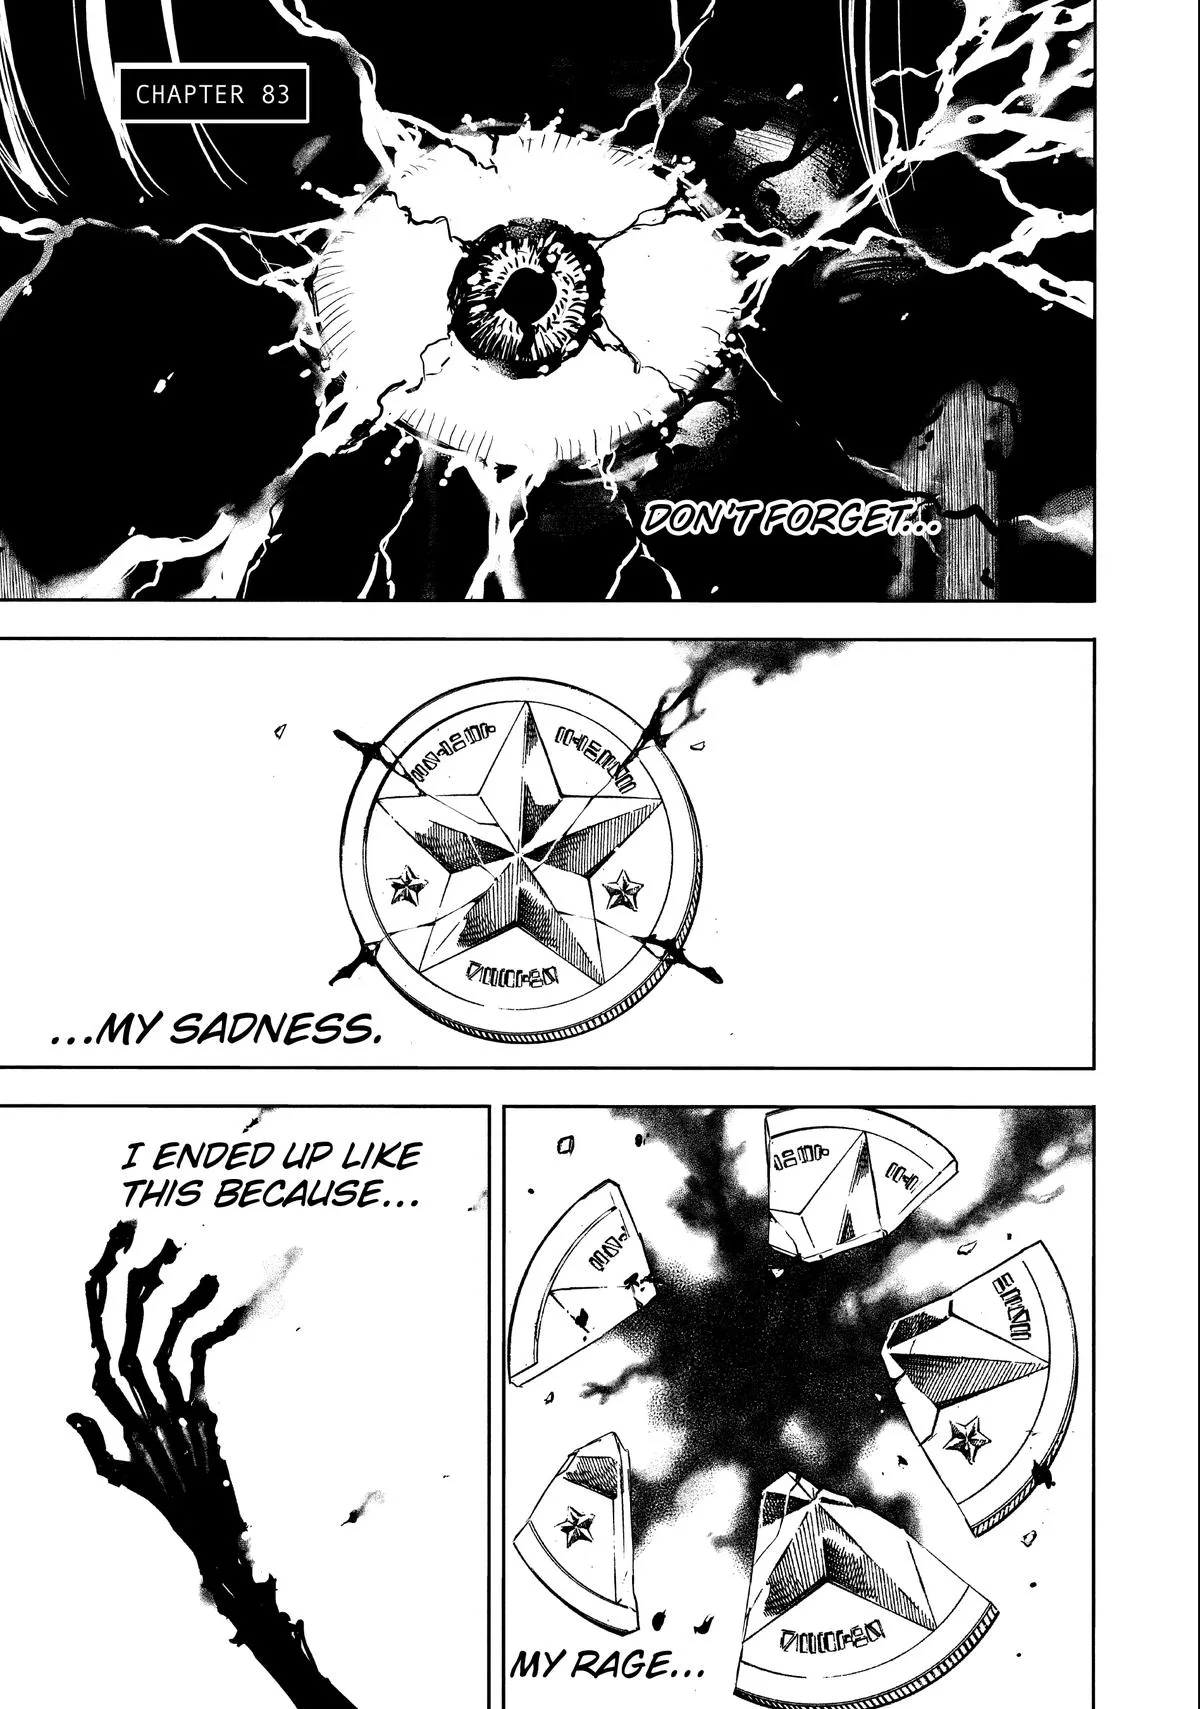 CHAPTER 83
DON'T FORGET...
...MY SADNESS.
MY RAGE...
I ENDED UP LIKE
THIS BECAUSE...